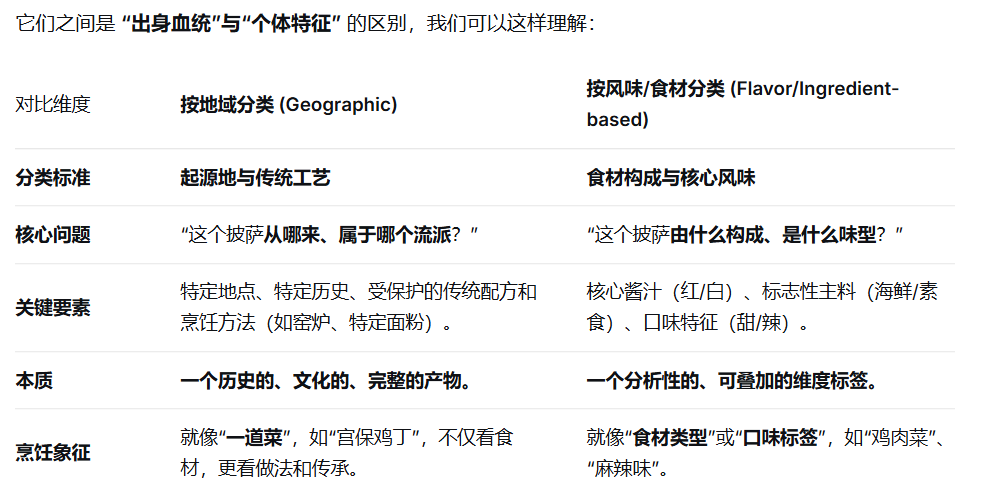 它们之间是 “出身血统”与“个体特征” 的区别，我们可以这样理解：
对比维度
按地域分类 (Geographic)
按风味/食材分类 (Flavor/Ingredient-
based)
分类标准
起源地与传统工艺
食材构成与核心风味
核心问题
“这个披萨从哪来、属于哪个流派？”
“这个披萨由什么构成、是什么味型？”
关键要素
特定地点、特定历史、受保护的传统配方和
烹饪方法（如窑炉、特定面粉）。
核心酱汁（红/白）、标志性主料（海鲜/素
食）、口味特征（甜/辣）。
本质
一个历史的、文化的、完整的产物。
一个分析性的、可叠加的维度标签。
烹饪象征
就像“一道菜”，如“宫保鸡丁”，不仅看食
材，更看做法和传承。
就像“食材类型”或“口味标签”，如“鸡肉菜”、
“麻辣味”。